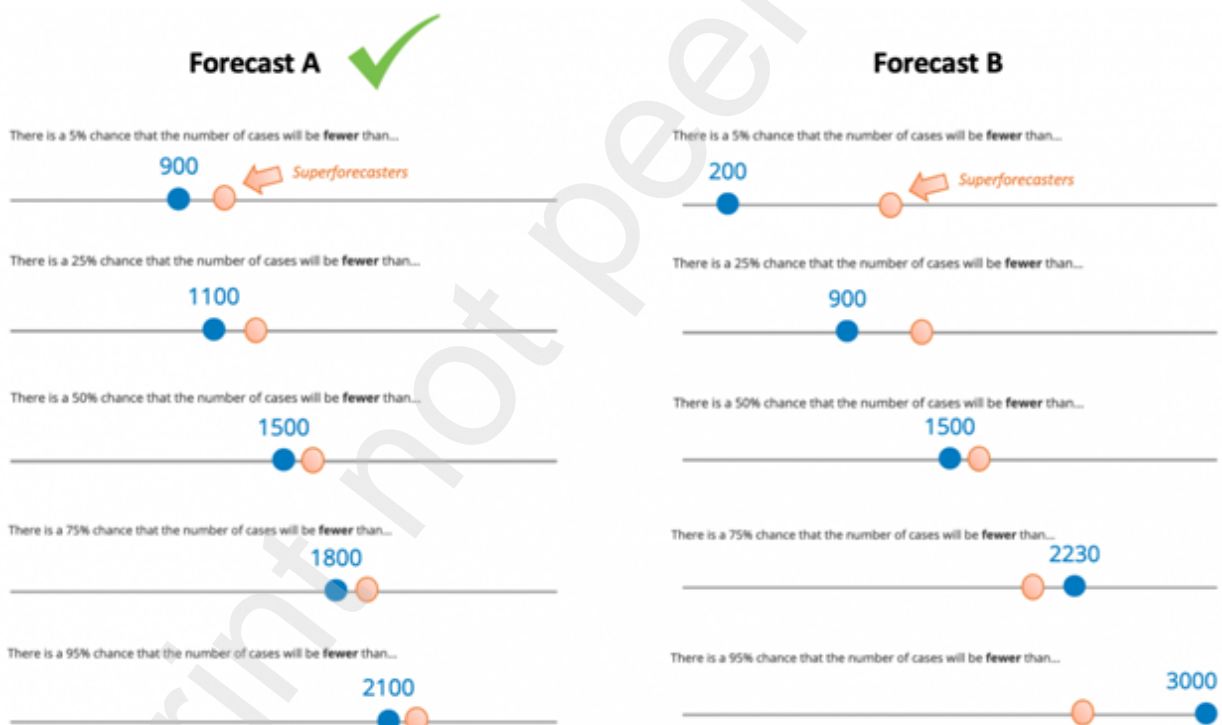 Forecast A
There is a 5% chance that the number of cases will be fewer than...
900
Superforecasters
There is a 25% chance that the number of cases will be fewer than...
1100
There is a 50% chance that the number of cases will be fewer than...
1500
There is a 75% chance that the number of cases will be fewer than...
1800
There is a 95% chance that the number of cases will be fewer than...
2100
Forecast B
There is a 5% chance that the number of cases will be fewer than...
200
Superforecasters
There is a 25% chance that the number of cases will be fewer than...
900
There is a 50% chance that the number of cases will be fewer than...
1500
There is a 75% chance that the number of cases will be fewer than...
2230
There is a 95% chance that the number of cases will be fewer than...
3000
rint not peer